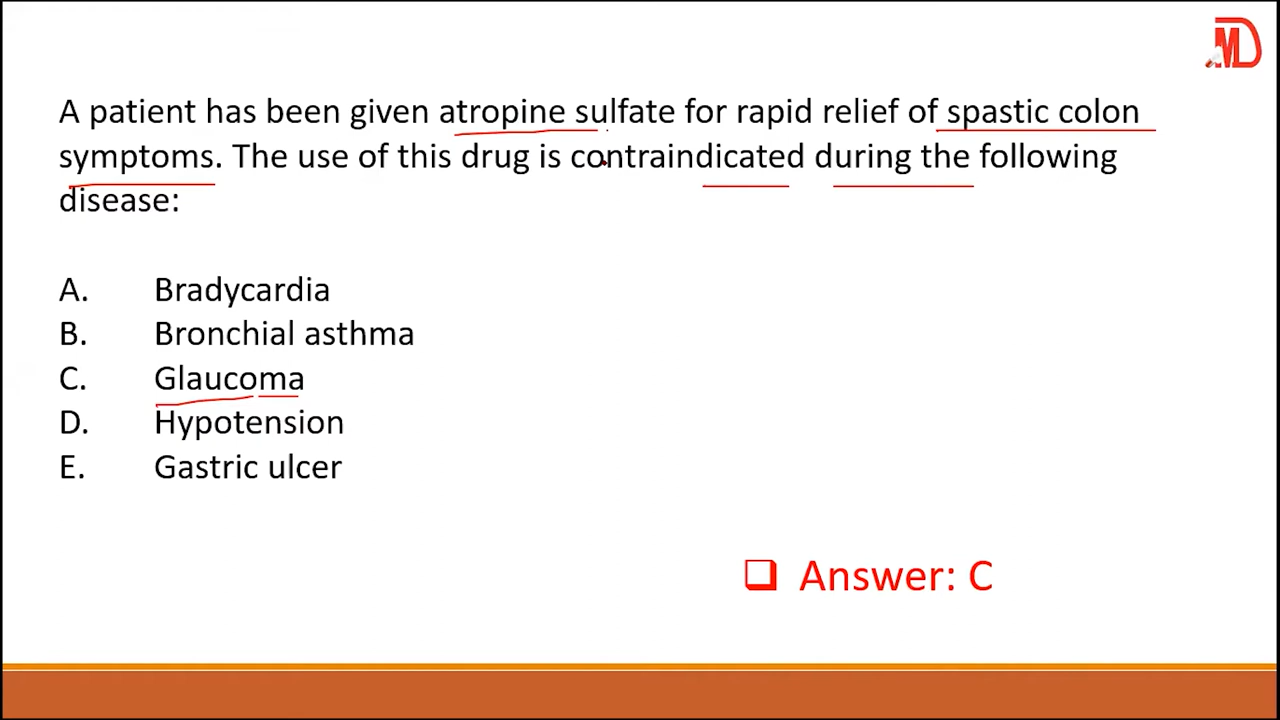 MD
A patient has been given atropine sulfate for rapid relief of spastic colon
symptoms. The use of this drug is contraindicated during the following
disease:
A. Bradycardia
B. Bronchial asthma
C. Glaucoma
D. Hypotension
E. Gastric ulcer
Answer: C